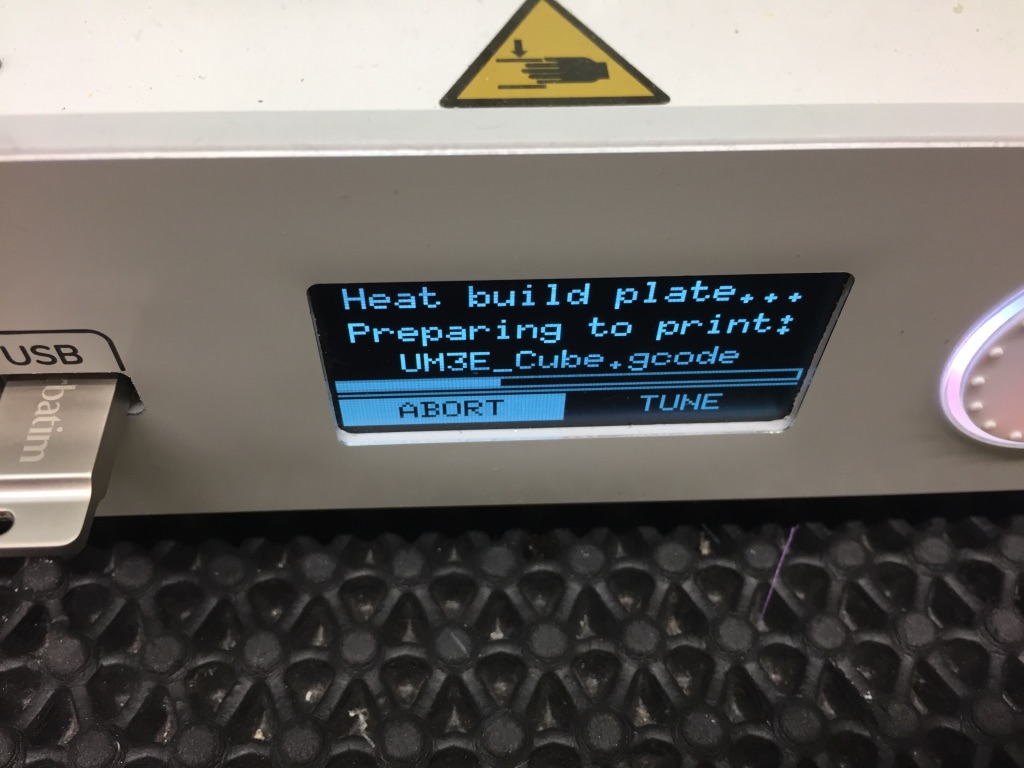 Heat build plate...
Preparing to print:
UM3E_Cube.gcode
ABORT TUNE
USB
batim